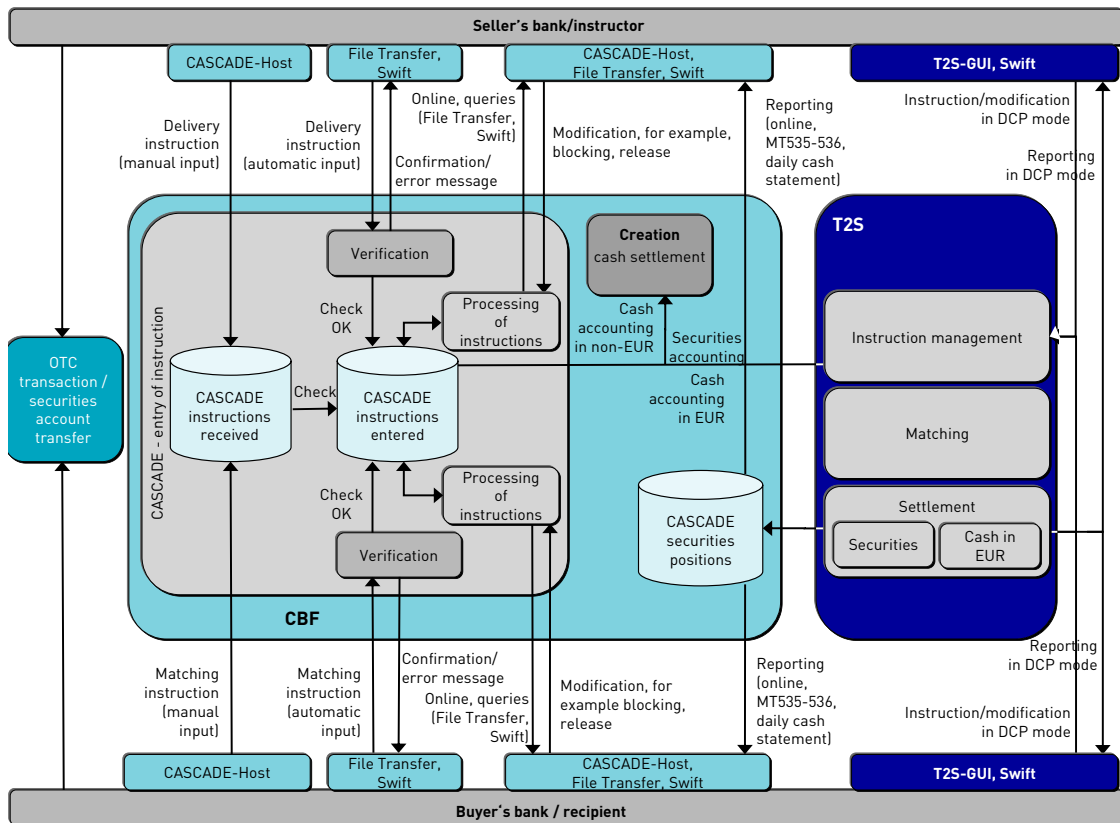 Seller's bank/instructor
CASCADE-Host
File Transfer,
Swift
CASCADE-Host,
File Transfer, Swift
T2S-GUI, Swift
Delivery
instruction
(manual input)
Delivery
instruction
(automatic input)
Confirmation/
error message
Online, queries
(File Transfer,
Swift)
Modification, for example,
blocking, release
Reporting
(online,
MT535-536,
daily cash
statement)
Instruction/modification
in DCP mode
Reporting
in DCP mode
OTC
transaction /
securities
account
transfer
CASCADE - entry of instruction
Verification
Check
OK
Processing
of
instructions
Creation
cash settlement
Cash
accounting
in non-EUR
Securities
accounting
Cash
accounting
in EUR
CASCADE
instructions
received
Check
CASCADE
instructions
entered
Check
OK
Processing
of
instructions
Verification
CASCADE
securities
positions
CBF
T2S
Instruction management
Matching
Settlement
Securities
Cash in
EUR
Matching
instruction
(manual
input)
Matching
instruction
(automatic
input)
Confirmation/
error message
Online, queries
(File Transfer,
Swift)
Modification, for
example blocking,
release
Reporting
(online,
MT535-536,
daily cash
statement)
Reporting
in DCP mode
Instruction/modification
in DCP mode
CASCADE-Host
File Transfer,
Swift
CASCADE-Host,
File Transfer, Swift
T2S-GUI, Swift
Buyer‘s bank / recipient